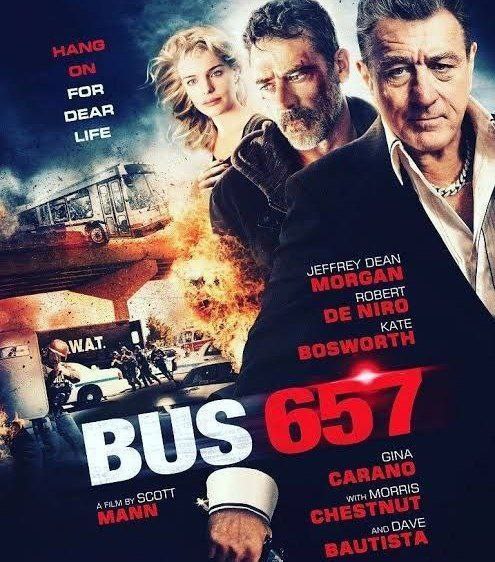 HANG
ON
FOR
DEAR
LIFE
JEFFREY DEAN
MORGAN
ROBERT
DE NIRO
KATE
BOSWORTH
W.A.T.
BUS 657
A FILM BY SCOTT
MANN
GINA
CARANO
WITH MORRIS
CHESTNUT
AND DAVE
BAUTISTA